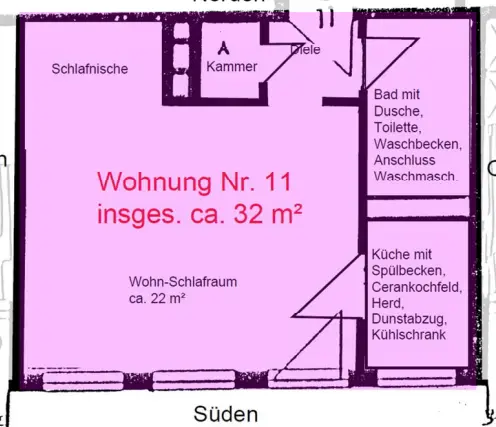 Norden
11
Schlafnische
Kammer
Diele
Bad mit
Dusche,
Toilette,
Waschbecken,
Anschluss
Waschmasch.
Wohnung Nr. 11
insges. ca. 32 m²
Wohn-Schlafraum
ca. 22 m²
Küche mit
Spülbecken,
Cerankochfeld,
Herd,
Dunstabzug,
Kühlschrank
Süden